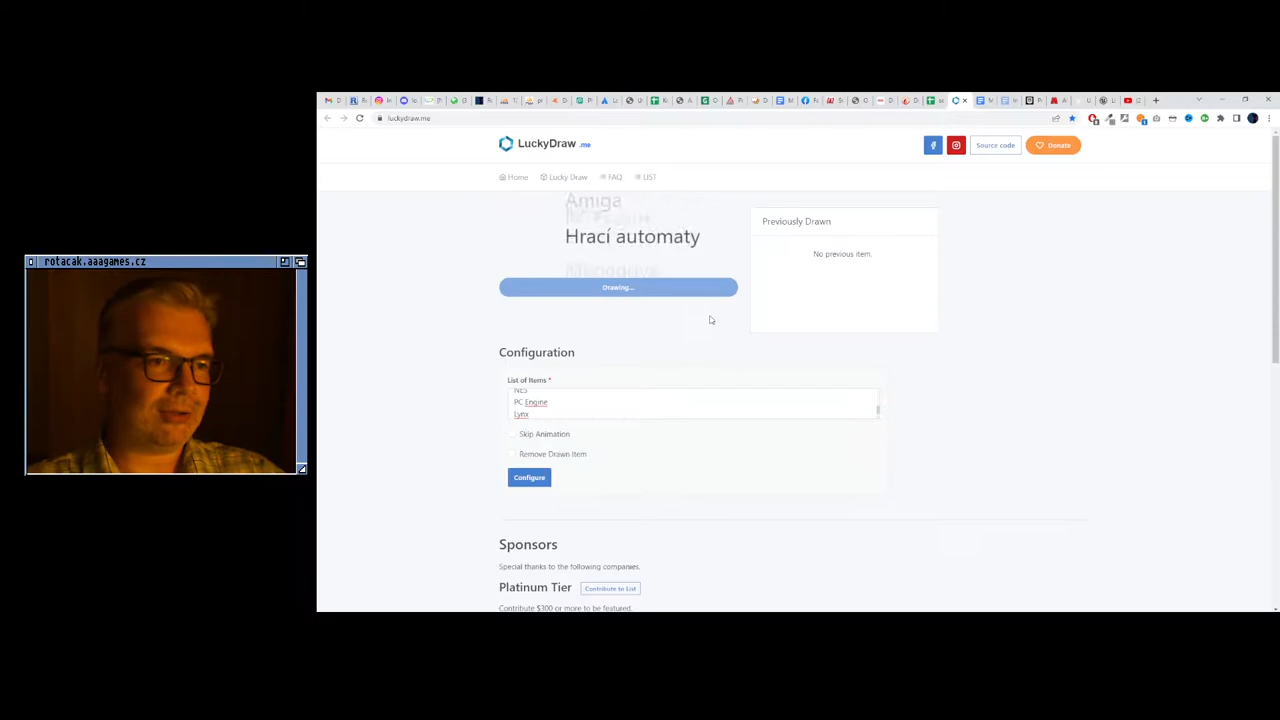 luckydraw.me
LuckyDraw .me
Source code
Donate
Home
Lucky Draw
FAQ
LIST
Amiga
Hrací automaty
Drawing...
Previously Drawn
No previous item.
rotacak.aaagames.cz
Configuration
List of Items *
NES
PC Engine
Lynx
Skip Animation
Remove Drawn Item
Configure
Sponsors
Special thanks to the following companies.
Platinum Tier
Contribute to List
Contribute $300 or more to be featured.